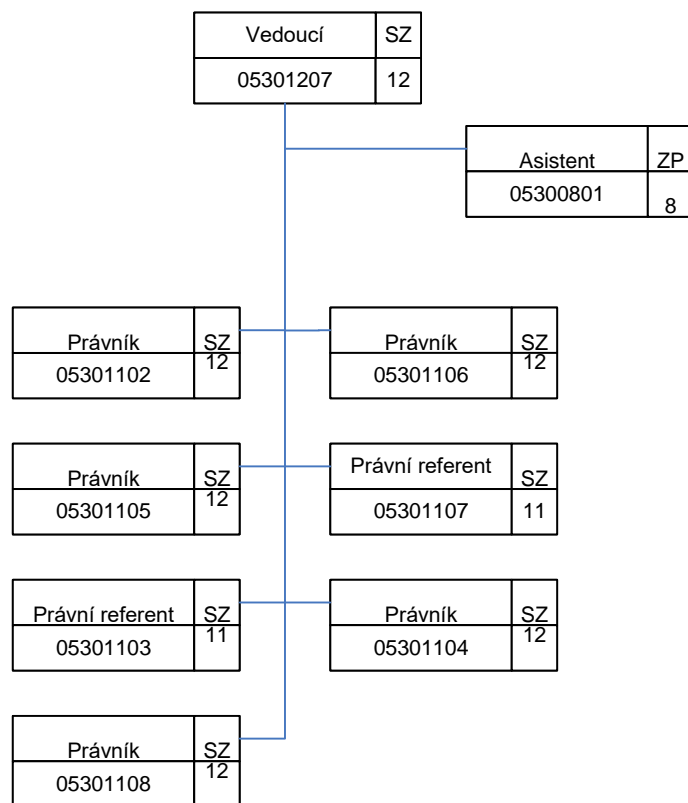 Vedoucí SZ
05301207 12
Asistent ZP
05300801 8
Právník SZ
05301102 12
Právník SZ
05301106 12
Právník SZ
05301105 12
Právní referent SZ
05301107 11
Právní referent SZ
05301103 11
Právník SZ
05301104 12
Právník SZ
05301108 12